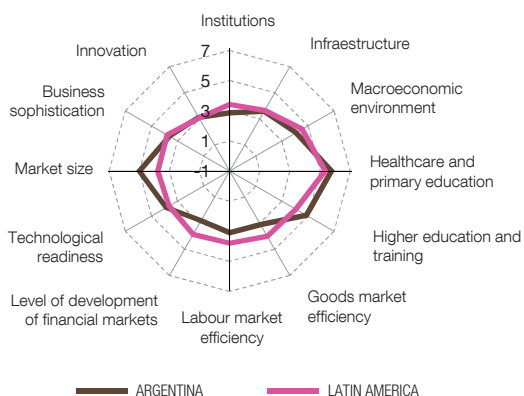 Institutions
Infraestructure
Macroeconomic
environment
Healthcare and
primary education
Higher education and
training
Goods market
efficiency
Labour market
efficiency
Level of development
of financial markets
Technological
readiness
Market size
Business
sophistication
Innovation
7
5
3
1
-1
ARGENTINA
LATIN AMERICA